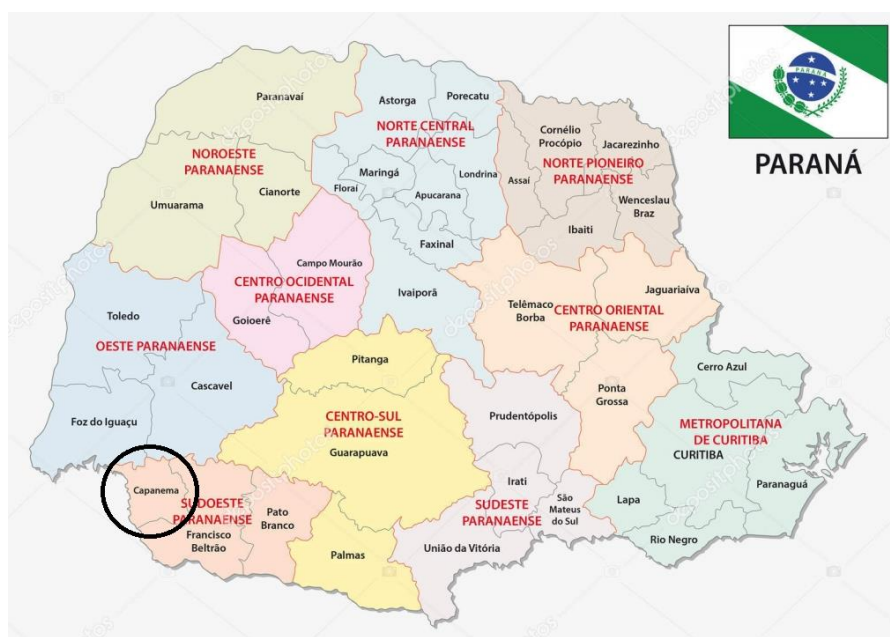 PARANÁ
PARANÁ
Paranavaí
Astorga
Porecatu
NORTE CENTRAL
PARANAENSE
Cornélio
Procópio
Jacarezinho
NOROESTE
PARANAENSE
Maringá
Londrina
Assaí
NORTE PIONEIRO
PARANAENSE
Umuarama
Cianorte
Floraí
Apucarana
Wenceslau
Braz
Ibaiti
Faxinal
Campo Mourão
CENTRO OCIDENTAL
PARANAENSE
Ivaiporã
Jaguariaíva
Telêmaco
Borba
CENTRO ORIENTAL
PARANAENSE
Toledo
Goioerê
OESTE PARANAENSE
Pitanga
Cerro Azul
Cascavel
Ponta
Grossa
Foz do Iguaçu
CENTRO-SUL
PARANAENSE
Guarapuava
Prudentópolis
METROPOLITANA
DE CURITIBA
CURITIBA
Capanema
Irati
Paranaguá
SUDOESTE
PARANAENSE
Pato
Branco
SUDESTE
PARANAENSE
São
Mateus
do Sul
Lapa
Francisco
Beltrão
Palmas
União da Vitória
Rio Negro
depositphotos
depositphotos
depositphotos
depositphotos